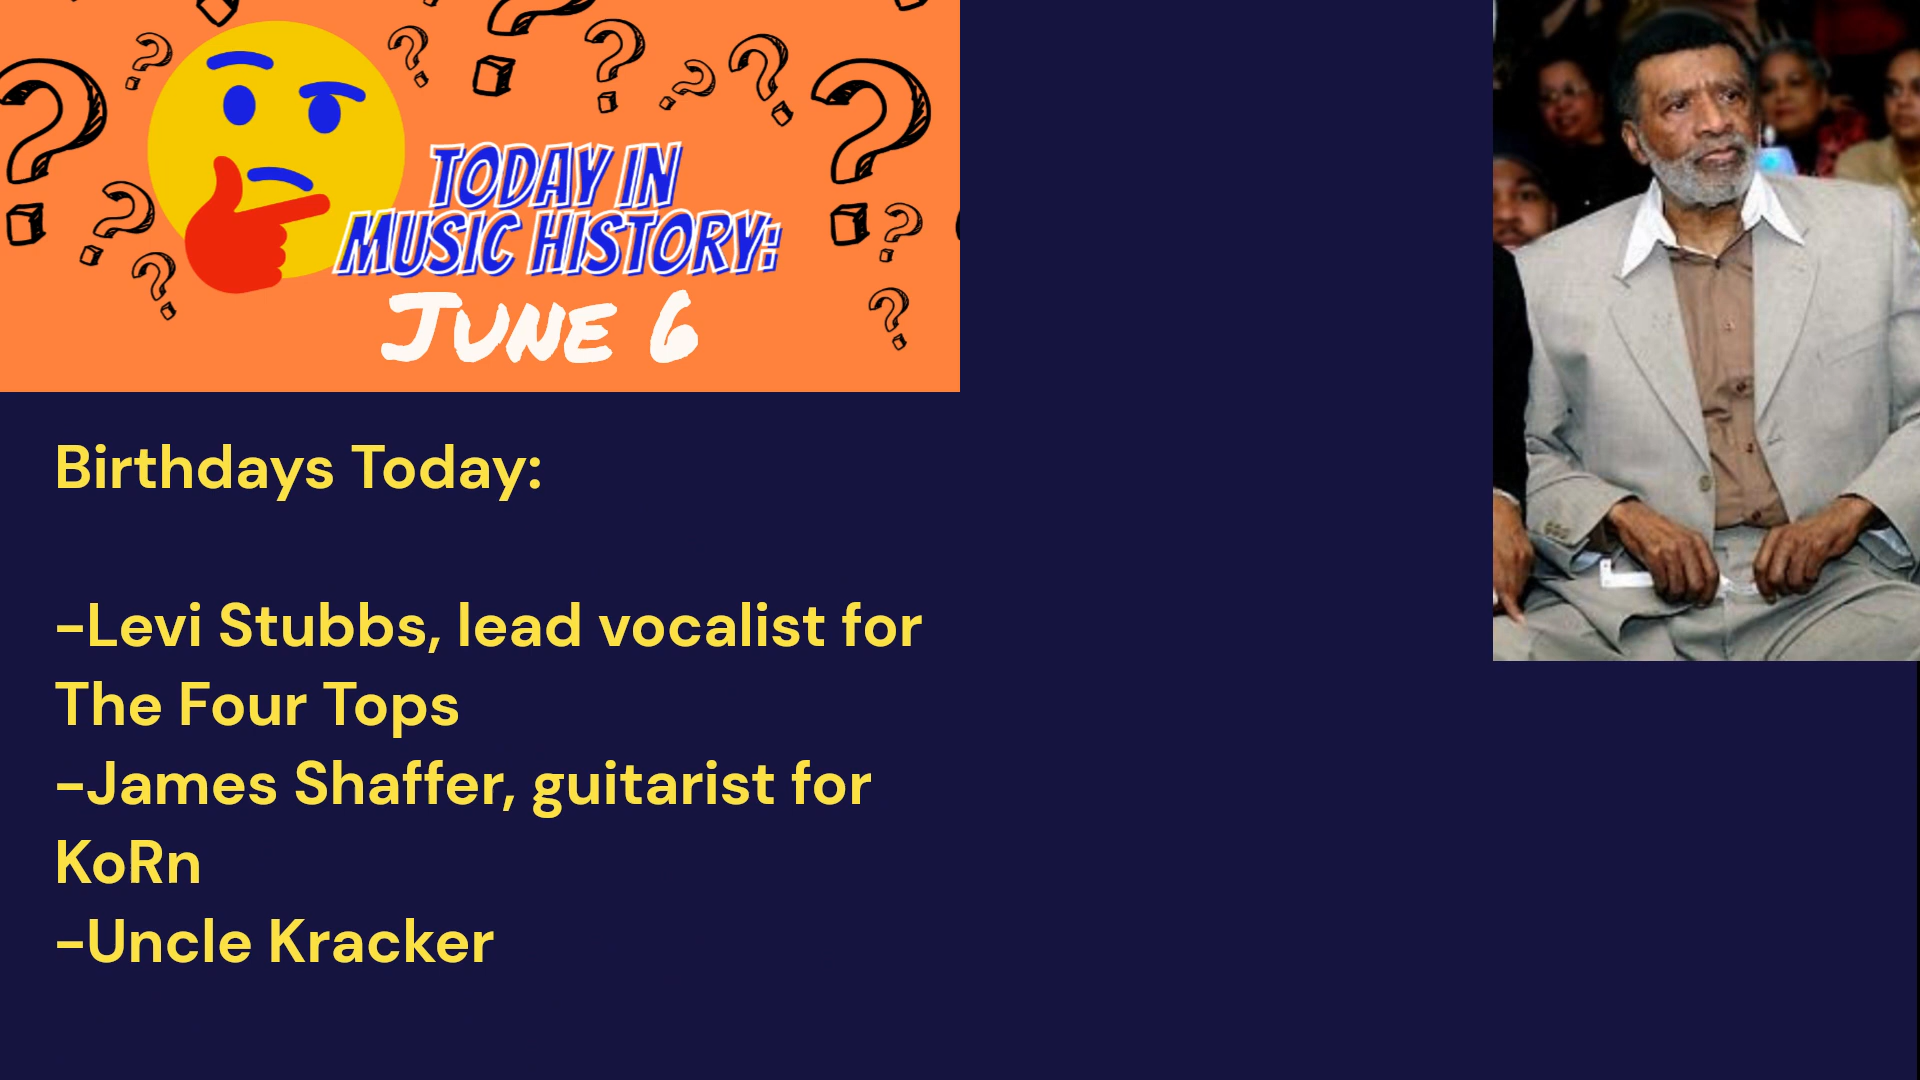 TODAY IN
MUSIC HISTORY:
JUNE 6
Birthdays Today:
-Levi Stubbs, lead vocalist for
The Four Tops
-James Shaffer, guitarist for
KoRn
-Uncle Kracker